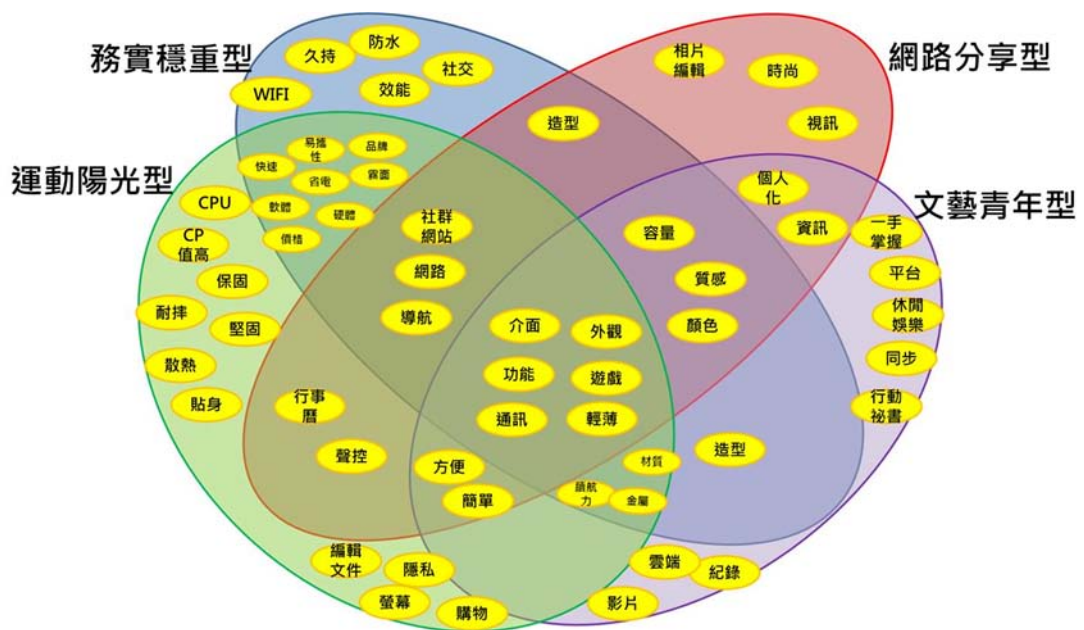 務實穩重型
網路分享型
運動陽光型
文藝青年型
久持
防水
社交
WIFI
效能
相片
編輯
時尚
視訊
造型
易攜
性
品牌
快速
省電
霧面
軟體
硬體
價格
CPU
CP
值高
保固
耐摔
堅固
散熱
貼身
社群
網站
網路
導航
個人
化
資訊
一手
掌握
平台
休閒
娛樂
同步
行動
祕書
容量
質感
顏色
介面
外觀
功能
遊戲
通訊
輕薄
行事
曆
聲控
方便
簡單
造型
材質
續航
力
金屬
編輯
文件
隱私
螢幕
購物
雲端
紀錄
影片